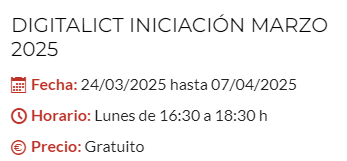 DIGITALICT INICIACIÓN MARZO
2025
Fecha: 24/03/2025 hasta 07/04/2025
Horario: Lunes de 16:30 a 18:30 h
Precio: Gratuito